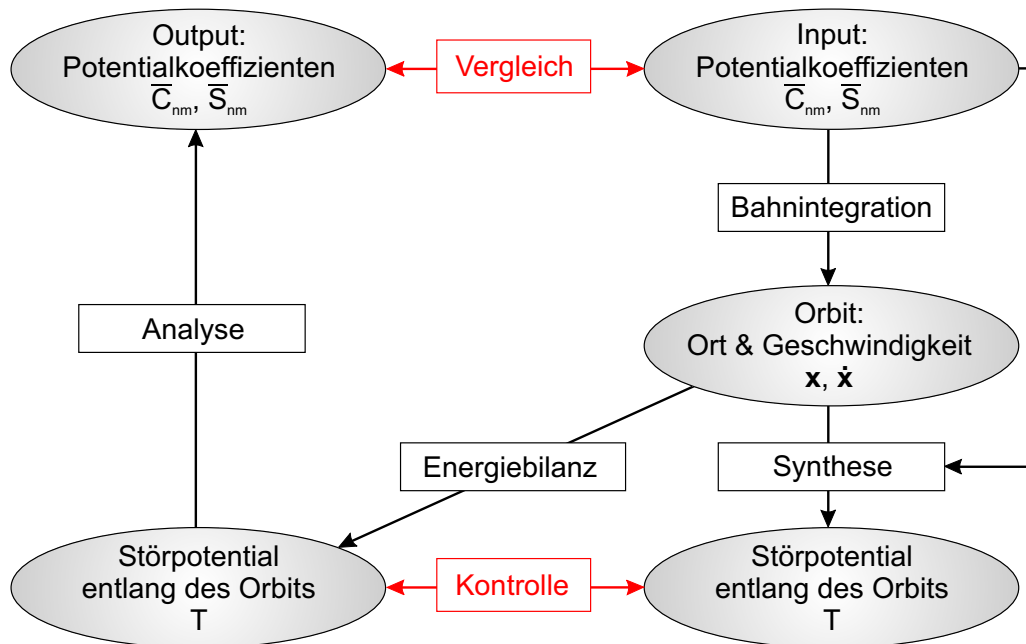 Output:
Potentialkoeffizienten
C̅nm, S̅nm
Vergleich
Input:
Potentialkoeffizienten
C̅nm, S̅nm
Bahnintegration
Analyse
Orbit:
Ort & Geschwindigkeit
x, ẋ
Energiebilanz
Synthese
Störpotential
entlang des Orbits
T
Kontrolle
Störpotential
entlang des Orbits
T